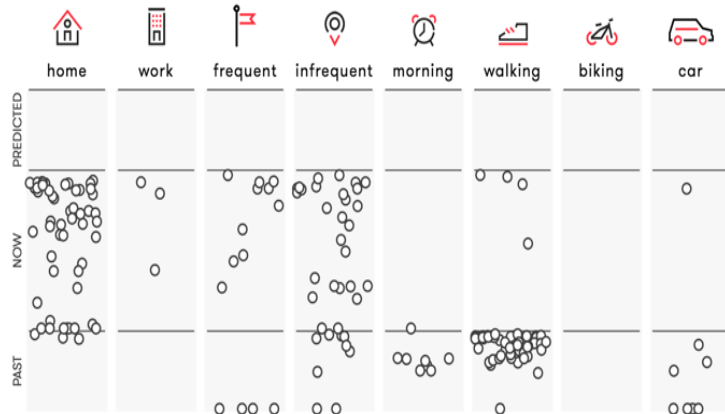 home work frequent infrequent morning walking biking car
PREDICTED
NOW
PAST